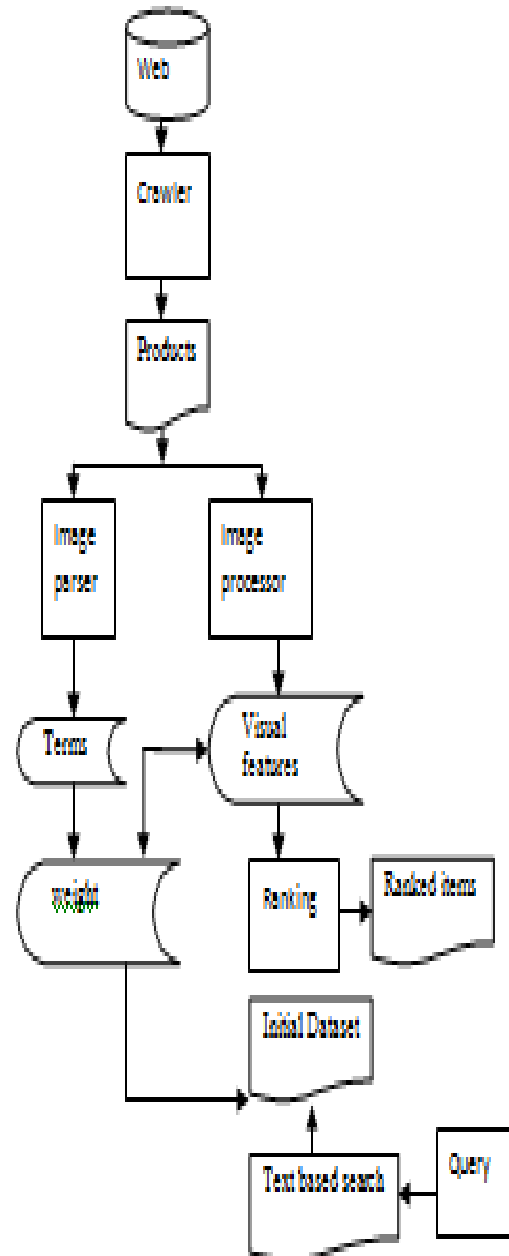 Web
Crawler
Products
Image
parser
Image
processor
Terms
Visual
features
weight
Ranking
Ranked items
Initial Dataset
Text based search
Query